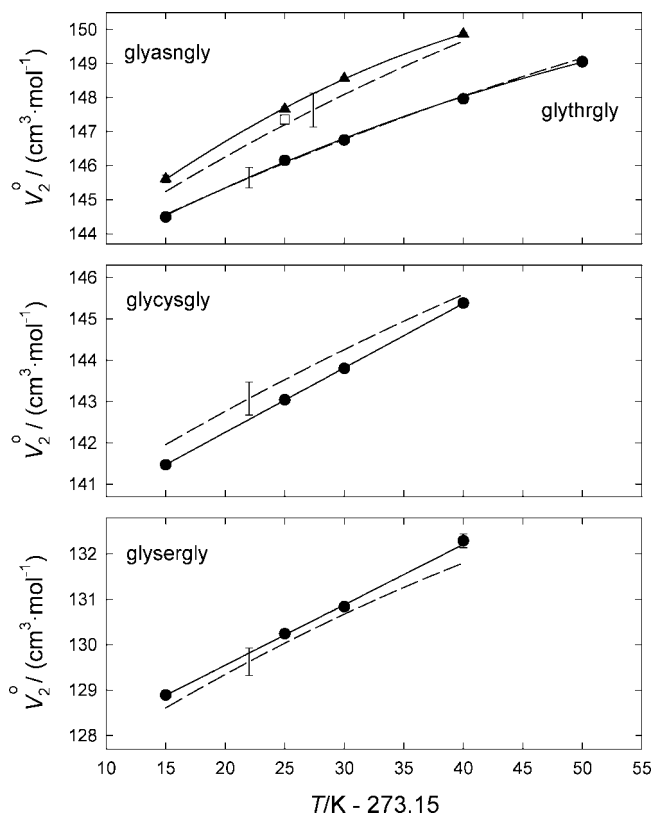 150
149
148
147
146
145
144
V₂° / (cm³·mol⁻¹)
glyasngly
glythrgly
146
145
144
143
142
141
V₂° / (cm³·mol⁻¹)
glycysgly
132
131
130
129
128
V₂° / (cm³·mol⁻¹)
glysergly
10 15 20 25 30 35 40 45 50 55
T/K - 273.15